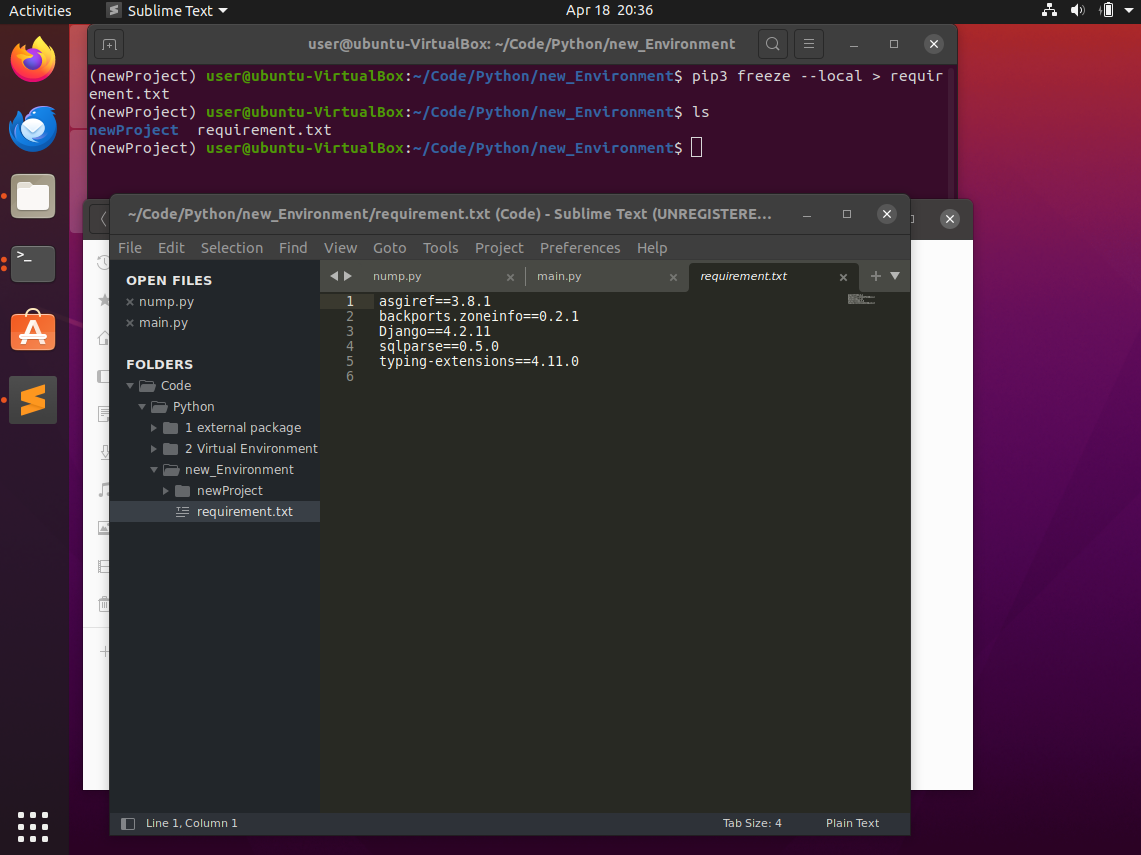 Activities Sublime Text Apr 18 20:36
user@ubuntu-VirtualBox: ~/Code/Python/new_Environment
(newProject) user@ubuntu-VirtualBox:~/Code/Python/new_Environment$ pip3 freeze --local > requir
ement.txt
(newProject) user@ubuntu-VirtualBox:~/Code/Python/new_Environment$ ls
newProject requirement.txt
(newProject) user@ubuntu-VirtualBox:~/Code/Python/new_Environment$
~/Code/Python/new_Environment/requirement.txt (Code) - Sublime Text (UNREGISTERE...
File Edit Selection Find View Goto Tools Project Preferences Help
OPEN FILES
nump.py
main.py
FOLDERS
Code
Python
1 external package
2 Virtual Environment
new_Environment
newProject
requirement.txt
nump.py main.py requirement.txt
1 asgiref==3.8.1
2 backports.zoneinfo==0.2.1
3 Django==4.2.11
4 sqlparse==0.5.0
5 typing-extensions==4.11.0
6
Line 1, Column 1 Tab Size: 4 Plain Text